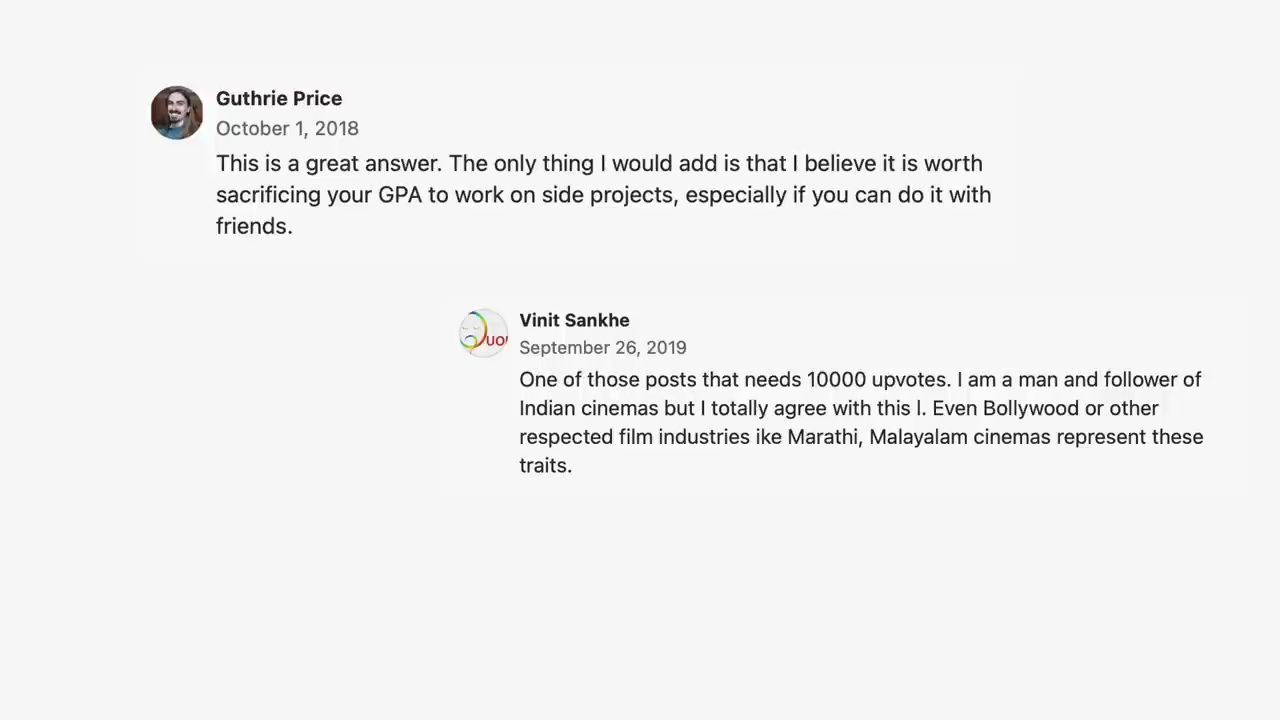 Guthrie Price
October 1, 2018
This is a great answer. The only thing I would add is that I believe it is worth
sacrificing your GPA to work on side projects, especially if you can do it with
friends.
Vinit Sankhe
September 26, 2019
One of those posts that needs 10000 upvotes. I am a man and follower of
Indian cinemas but I totally agree with this I. Even Bollywood or other
respected film industries ike Marathi, Malayalam cinemas represent these
traits.